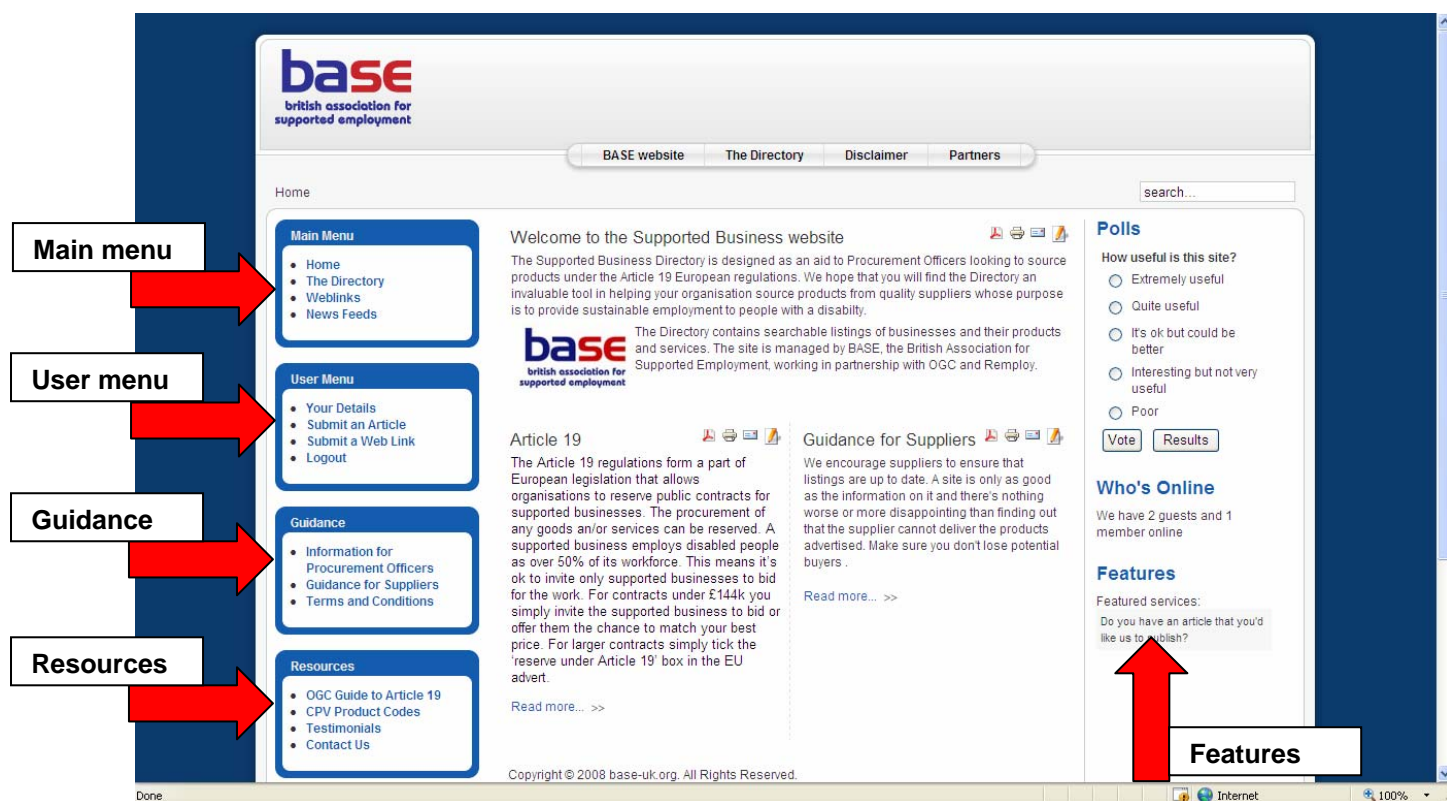 base
british association for
supported employment
BASE website The Directory Disclaimer Partners
Home
search...
Main menu
Main Menu
Home
The Directory
Weblinks
News Feeds
User menu
User Menu
Your Details
Submit an Article
Submit a Web Link
Logout
Guidance
Guidance
Information for
Procurement Officers
Guidance for Suppliers
Terms and Conditions
Resources
Resources
OGC Guide to Article 19
CPV Product Codes
Testimonials
Contact Us
Welcome to the Supported Business website
The Supported Business Directory is designed as an aid to Procurement Officers looking to source
products under the Article 19 European regulations. We hope that you will find the Directory an
invaluable tool in helping your organisation source products from quality suppliers whose purpose
is to provide sustainable employment to people with a disabilty.
base
british association for
supported employment
The Directory contains searchable listings of businesses and their products
and services. The site is managed by BASE, the British Association for
Supported Employment, working in partnership with OGC and Remploy.
Article 19
The Article 19 regulations form a part of
European legislation that allows
organisations to reserve public contracts for
supported businesses. The procurement of
any goods an/or services can be reserved. A
supported business employs disabled people
as over 50% of its workforce. This means it's
ok to invite only supported businesses to bid
for the work. For contracts under £144k you
simply invite the supported business to bid or
offer them the chance to match your best
price. For larger contracts simply tick the
'reserve under Article 19' box in the EU
advert.
Read more... >>
Guidance for Suppliers
We encourage suppliers to ensure that
listings are up to date. A site is only as good
as the information on it and there's nothing
worse or more disappointing than finding out
that the supplier cannot deliver the products
advertised. Make sure you don't lose potential
buyers .
Read more... >>
Copyright © 2008 base-uk.org. All Rights Reserved.
Polls
How useful is this site?
Extremely useful
Quite useful
It's ok but could be
better
Interesting but not very
useful
Poor
Vote Results
Who's Online
We have 2 guests and 1
member online
Features
Featured services:
Do you have an article that you'd
like us to publish?
Features
Done
Internet
100%